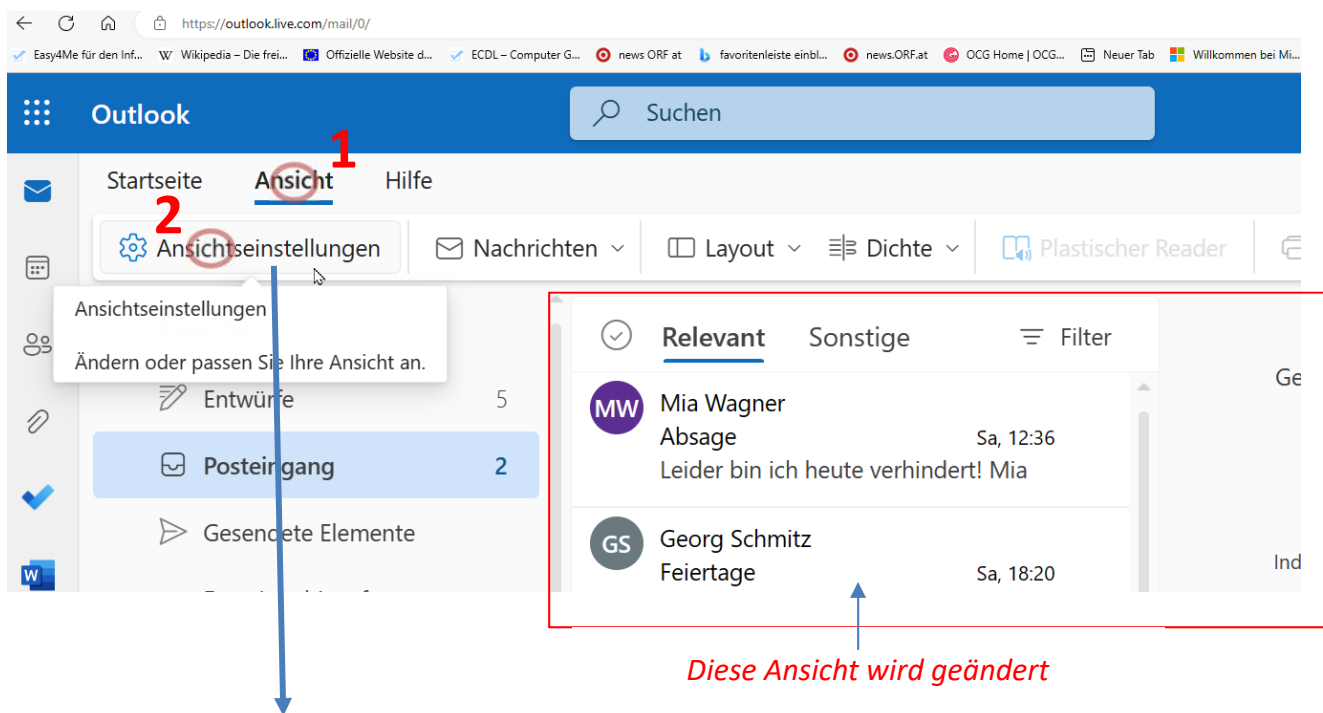 https://outlook.live.com/mail/0/
Easy4Me für den Inf... W Wikipedia – Die frei... Offizielle Website d... ECDL – Computer G... news ORF at favoritenliste einbl... news.ORF.at OCG Home | OCG... Neuer Tab Willkommen bei Mi...
Outlook Suchen
1
Startseite Ansicht Hilfe
2
Ansichtseinstellungen Nachrichten Layout Dichte Plastischer Reader
Ansichtseinstellungen
Ändern oder passen Sie Ihre Ansicht an.
Relevant Sonstige Filter
Entwürfe 5
Posteingang 2
Gesendete Elemente
MW Mia Wagner
Absage Sa, 12:36
Leider bin ich heute verhindert! Mia
GS Georg Schmitz
Feiertage Sa, 18:20
Ge
Ind
W
Diese Ansicht wird geändert